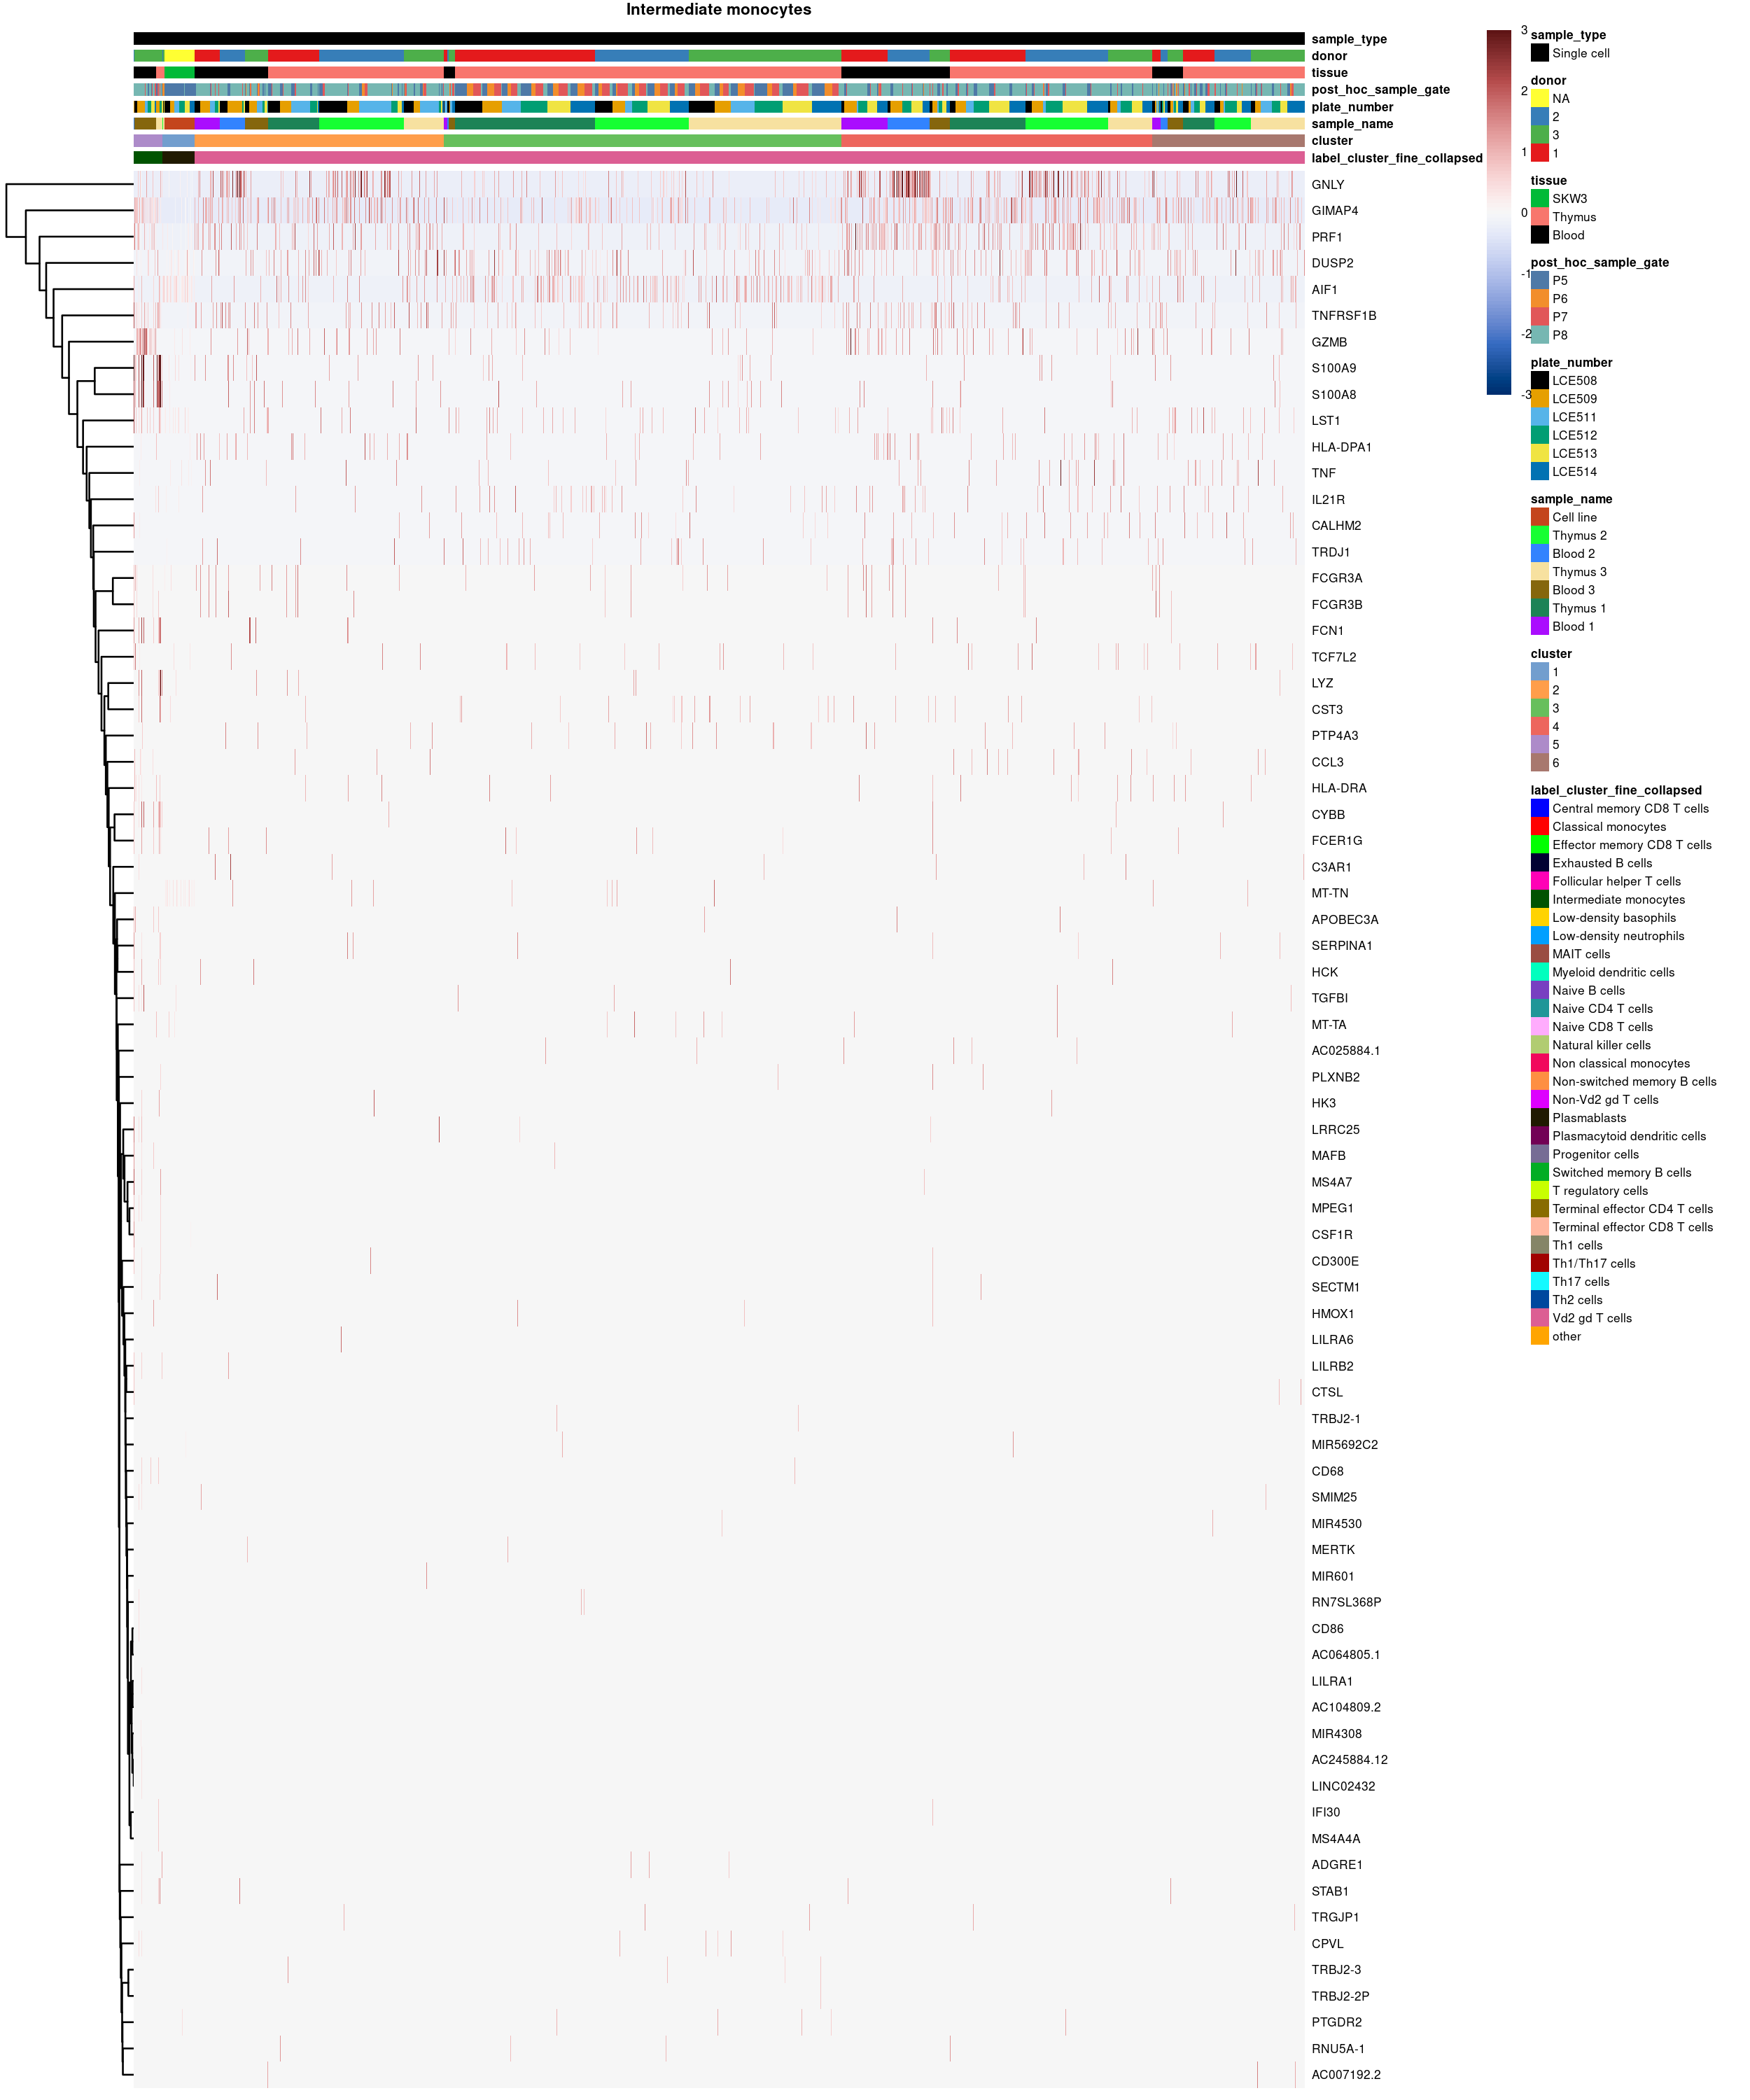 Intermediate monocytes
sample_type
donor
tissue
post_hoc_sample_gate
plate_number
sample_name
cluster
label_cluster_fine_collapsed
GNLY
GIMAP4
PRF1
DUSP2
AIF1
TNFRSF1B
GZMB
S100A9
S100A8
LST1
HLA-DPA1
TNF
IL21R
CALHM2
TRDJ1
FCGR3A
FCGR3B
FCN1
TCF7L2
LYZ
CST3
PTP4A3
CCL3
HLA-DRA
CYBB
FCER1G
C3AR1
MT-TN
APOBEC3A
SERPINA1
HCK
TGFBI
MT-TA
AC025884.1
PLXNB2
HK3
LRRC25
MAFB
MS4A7
MPEG1
CSF1R
CD300E
SECTM1
HMOX1
LILRA6
LILRB2
CTSL
TRBJ2-1
MIR5692C2
CD68
SMIM25
MIR4530
MERTK
MIR601
RN7SL368P
CD86
AC064805.1
LILRA1
AC104809.2
MIR4308
AC245884.12
LINC02432
IFI30
MS4A4A
ADGRE1
STAB1
TRGJP1
CPVL
TRBJ2-3
TRBJ2-2P
PTGDR2
RNU5A-1
AC007192.2
3
2
1
0
-1
-2
-3
sample_type
Single cell
donor
NA
2
3
1
tissue
SKW3
Thymus
Blood
post_hoc_sample_gate
P5
P6
P7
P8
plate_number
LCE508
LCE509
LCE511
LCE512
LCE513
LCE514
sample_name
Cell line
Thymus 2
Blood 2
Thymus 3
Blood 3
Thymus 1
Blood 1
cluster
1
2
3
4
5
6
label_cluster_fine_collapsed
Central memory CD8 T cells
Classical monocytes
Effector memory CD8 T cells
Exhausted B cells
Follicular helper T cells
Intermediate monocytes
Low-density basophils
Low-density neutrophils
MAIT cells
Myeloid dendritic cells
Naive B cells
Naive CD4 T cells
Naive CD8 T cells
Natural killer cells
Non classical monocytes
Non-switched memory B cells
Non-Vd2 gd T cells
Plasmablasts
Plasmacytoid dendritic cells
Progenitor cells
Switched memory B cells
T regulatory cells
Terminal effector CD4 T cells
Terminal effector CD8 T cells
Th1 cells
Th1/Th17 cells
Th17 cells
Th2 cells
Vd2 gd T cells
other